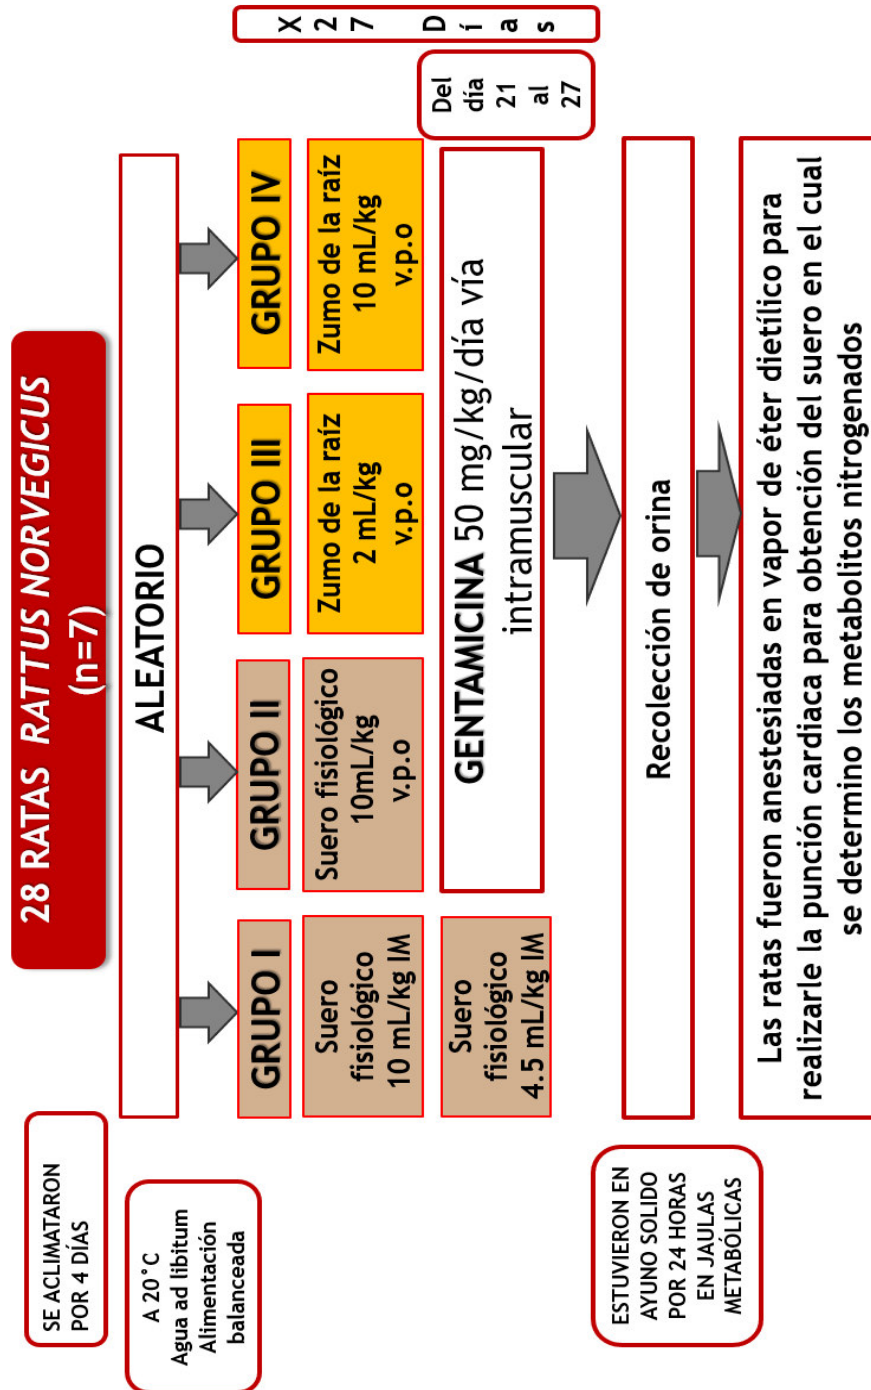 28 RATAS RATTUS NORVEGICUS
(n=7)
SE ACLIMATARON
POR 4 DÍAS
A 20°C
Agua ad libitum
Alimentación
balanceada
ALEATORIO
GRUPO I
GRUPO II
GRUPO III
GRUPO IV
Suero
fisiológico
10 mL/kg IM
Suero fisiológico
10mL/kg
v.p.o
Zumo de la raíz
2 mL/kg
v.p.o
Zumo de la raíz
10 mL/kg
v.p.o
X
2
7
D
í
a
s
Suero
fisiológico
4.5 mL/kg IM
GENTAMICINA 50 mg/kg/día vía
intramuscular
Del
día
21
al
27
ESTUVIERON EN
AYUNO SOLIDO
POR 24 HORAS
EN JAULAS
METABÓLICAS
Recolección de orina
Las ratas fueron anestesiadas en vapor de éter dietílico para
realizarle la punción cardiaca para obtención del suero en el cual
se determino los metabolitos nitrogenados